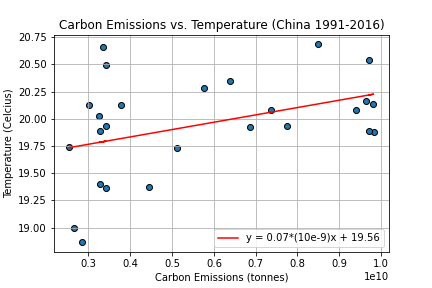 Carbon Emissions vs. Temperature (China 1991-2016)
20.75
20.50
20.25
20.00
19.75
19.50
19.25
19.00
Temperature (Celcius)
y = 0.07*(10e-9)x + 19.56
0.3 0.4 0.5 0.6 0.7 0.8 0.9 1.0
1e10
Carbon Emissions (tonnes)